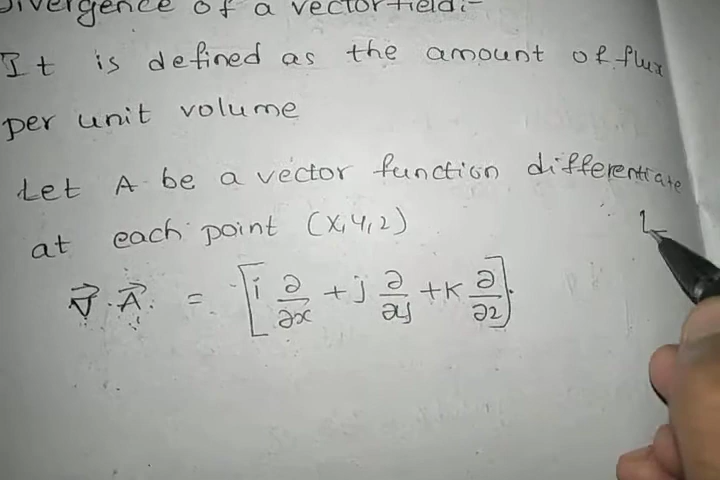 Divergence of a vector field:-
It is defined as the amount of flux
per unit volume
Let A be a vector function differentiate
at each point (x,y,z)
∇⃗ · A⃗ = [i ∂/∂x + j ∂/∂y + k ∂/∂z].